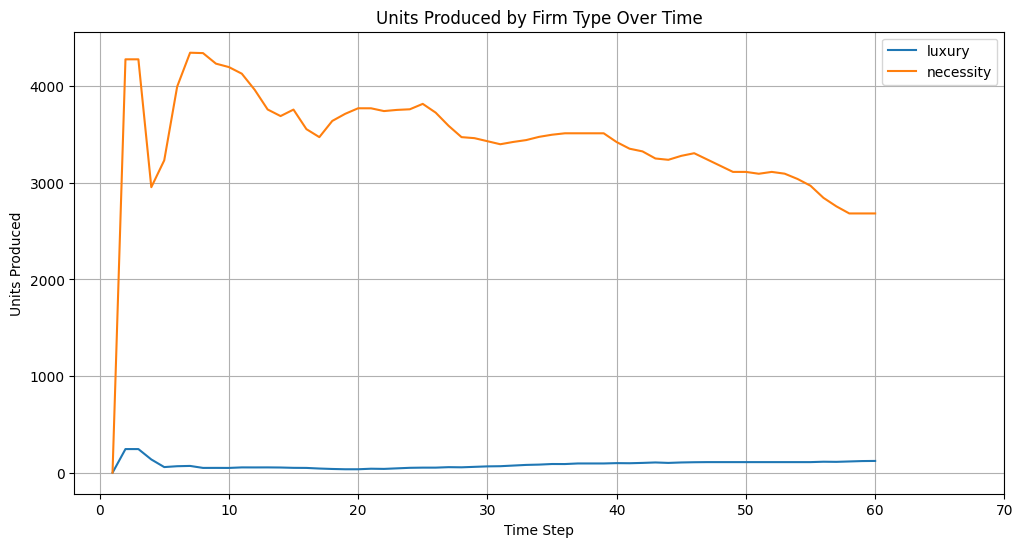 Units Produced by Firm Type Over Time
luxury
necessity
Units Produced
4000
3000
2000
1000
0
0 10 20 30 40 50 60 70
Time Step